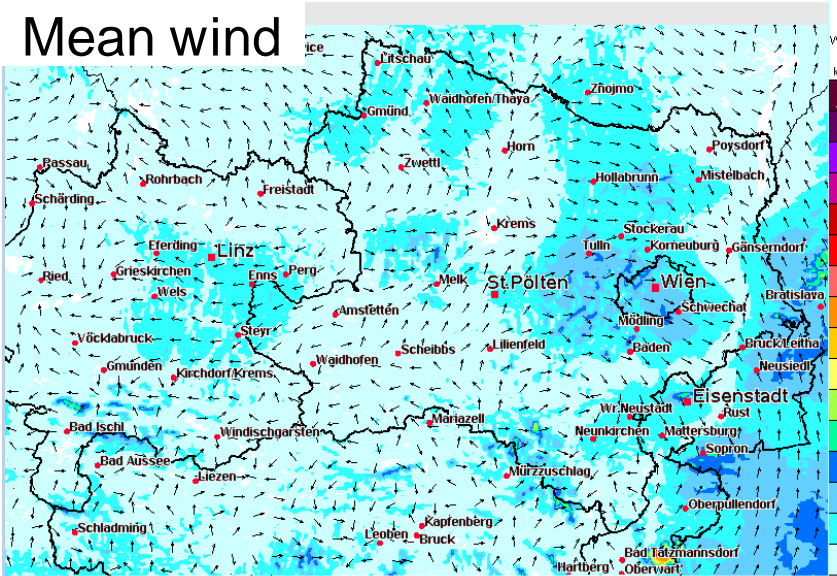 Mean wind
ice
Litschau
Gmünd
Waidhofen/Thaya
Znojmo
Horn
Poysdorf
Passau
Zwettl
Rohrbach
Freistadt
Hollabrunn
Mistelbach
Schärding
Krems
Stockerau
Eferding
Linz
Tulln
Korneuburg
Gänserndorf
Ried
Grieskirchen
Enns
Perg
Melk
St.Pölten
Wien
Wels
Bratislava
Amstetten
Schwechat
Mödling
Vöcklabruck
Steyr
Waidhofen
Scheibbs
Lilienfeld
Baden
Bruck/Leitha
Gmunden
Kirchdorf/Krems
Neusiedl
Eisenstadt
Bad Ischl
Windischgarsten
Mariazell
Wr.Neustadt
Rust
Neunkirchen
Mattersburg
Bad Aussee
Liezen
Mürzzuschlag
Sopron
Oberpullendorf
Schladming
Kapfenberg
Leoben
Bruck
Bad Tatzmannsdorf
Hartberg
Oberwart